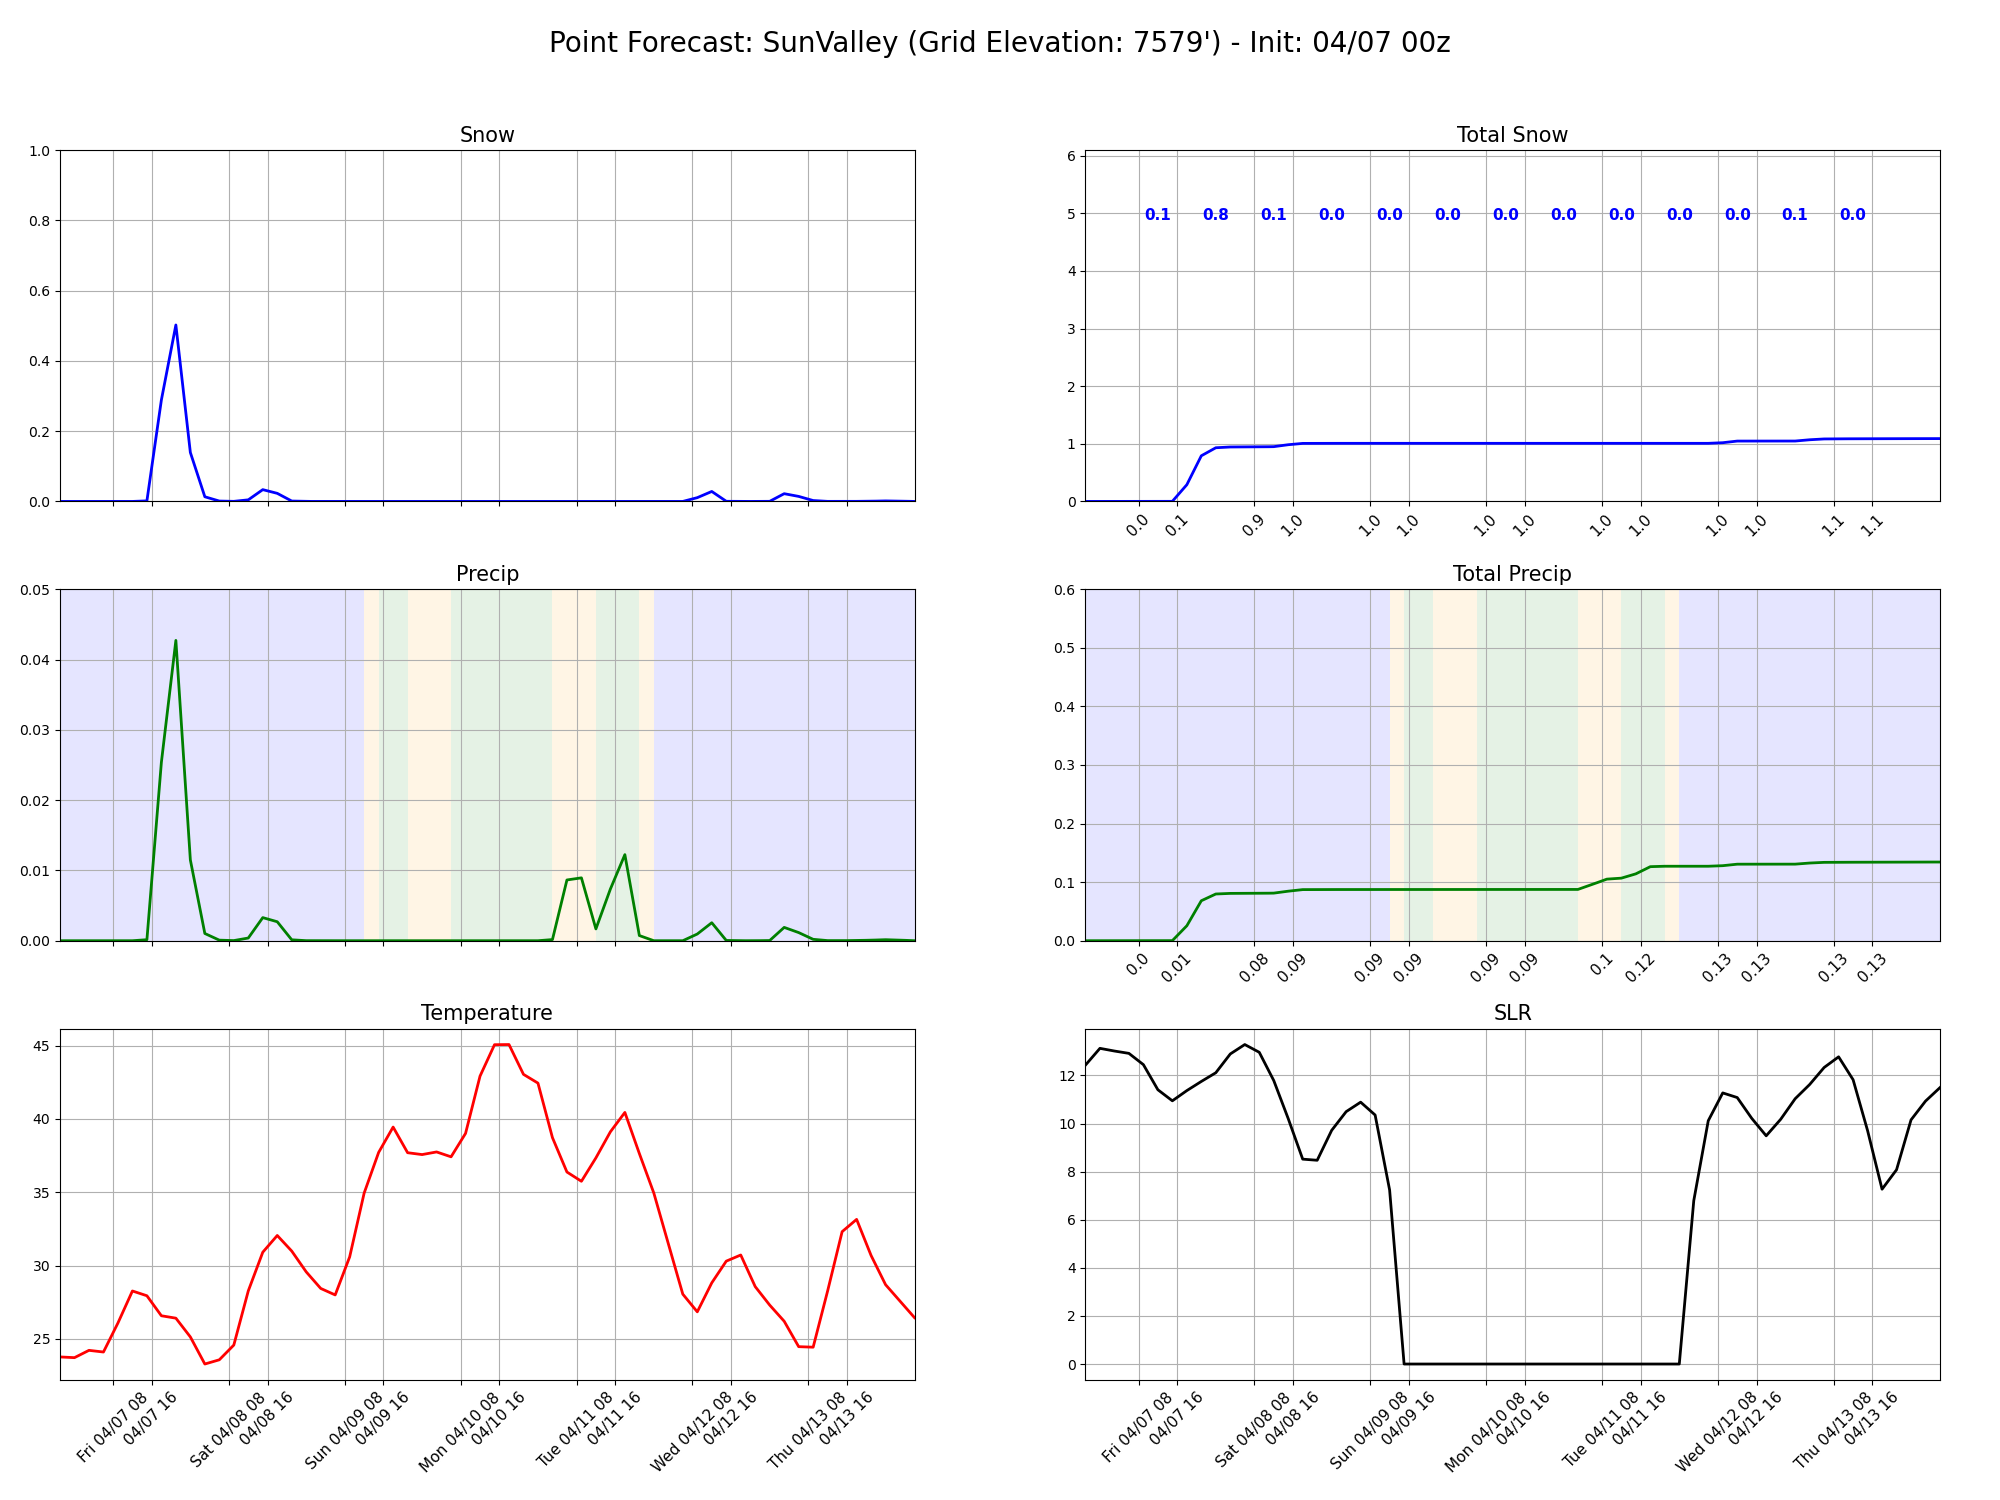 Point Forecast: SunValley (Grid Elevation: 7579') - Init: 04/07 00z
Snow
1.0
0.8
0.6
0.4
0.2
0.0
Total Snow
6
5
4
3
2
1
0
0.1 0.8 0.1 0.0 0.0 0.0 0.0 0.0 0.0 0.0 0.0 0.1 0.0
0.0 0.1 0.9 1.0 1.0 1.0 1.0 1.0 1.0 1.0 1.0 1.0 1.1 1.1
Precip
0.05
0.04
0.03
0.02
0.01
0.00
Total Precip
0.6
0.5
0.4
0.3
0.2
0.1
0.0
0.0 0.01 0.08 0.09 0.09 0.09 0.09 0.09 0.1 0.12 0.13 0.13 0.13 0.13
Temperature
45
40
35
30
25
Fri 04/07 08
04/07 16
Sat 04/08 08
04/08 16
Sun 04/09 08
04/09 16
Mon 04/10 08
04/10 16
Tue 04/11 08
04/11 16
Wed 04/12 08
04/12 16
Thu 04/13 08
04/13 16
SLR
12
10
8
6
4
2
0
Fri 04/07 08
04/07 16
Sat 04/08 08
04/08 16
Sun 04/09 08
04/09 16
Mon 04/10 08
04/10 16
Tue 04/11 08
04/11 16
Wed 04/12 08
04/12 16
Thu 04/13 08
04/13 16